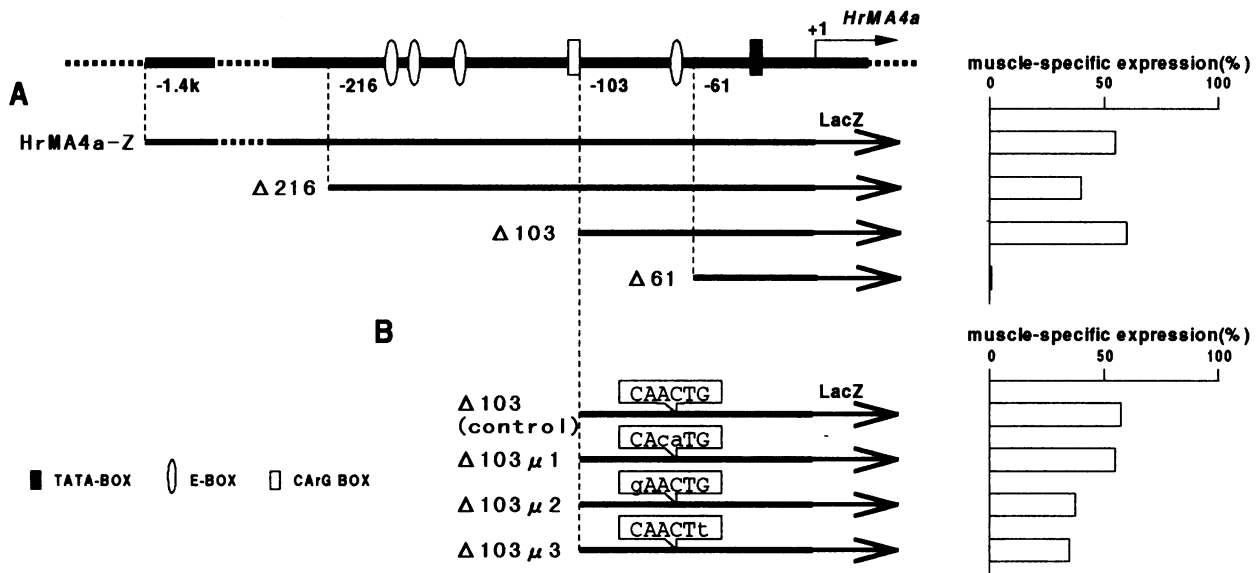 HrMA4a
+1
-1.4k
-216
-103
-61
muscle-specific expression(%)
0 50 100
A
HrMA4a-Z
LacZ
Δ216
Δ103
Δ61
B
muscle-specific expression(%)
0 50 100
Δ103
(control)
CAACTG
LacZ
Δ103μ1
CAcaTG
Δ103μ2
gAACTG
Δ103μ3
CAACTt
TATA-BOX
E-BOX
CArG BOX